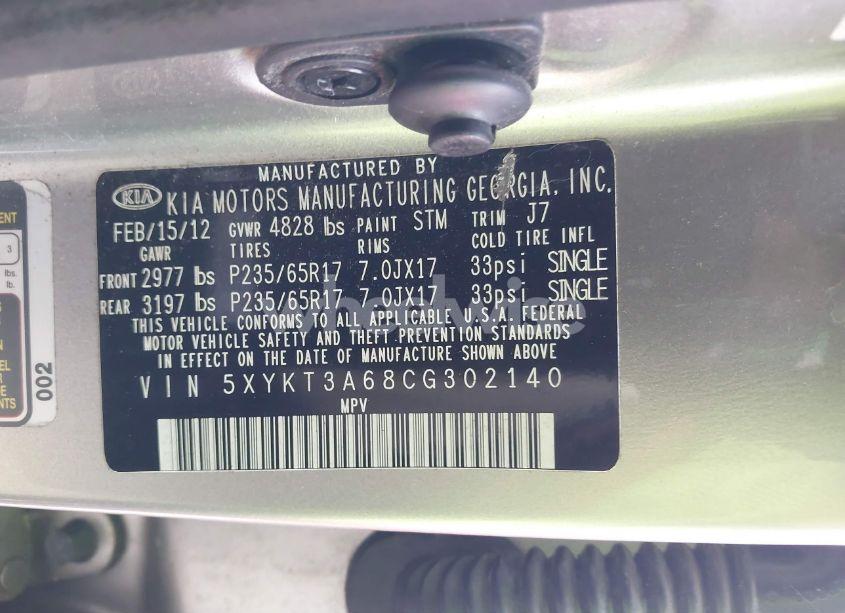 MANUFACTURED BY
KIA KIA MOTORS MANUFACTURING GEORGIA, INC.
FEB/15/12 GVWR 4828 lbs PAINT STM TRIM J7
GAWR TIRES RIMS COLD TIRE INFL
FRONT 2977 lbs P235/65R17 7.0JX17 33psi SINGLE
REAR 3197 lbs P235/65R17 7.0JX17 33psi SINGLE
THIS VEHICLE CONFORMS TO ALL APPLICABLE U.S.A. FEDERAL
MOTOR VEHICLE SAFETY AND THEFT PREVENTION STANDARDS
IN EFFECT ON THE DATE OF MANUFACTURE SHOWN ABOVE
VIN 5XYKT3A68CG302140
MPV
3
lbs.
lbs.
002